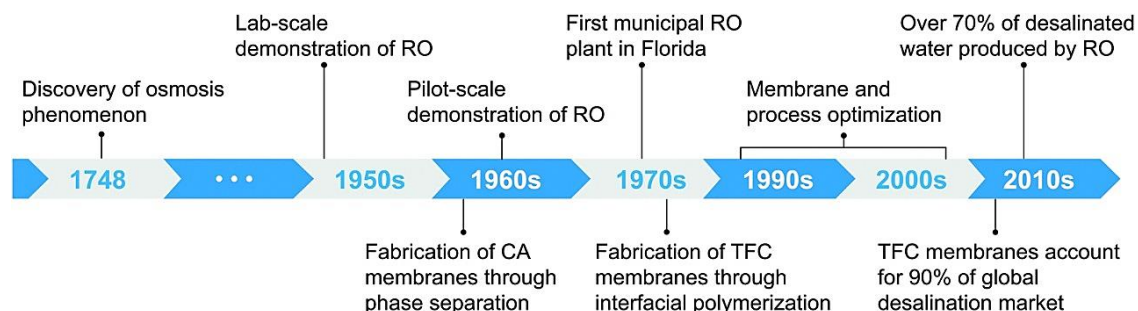 Lab-scale
demonstration of RO
First municipal RO
plant in Florida
Over 70% of desalinated
water produced by RO
Discovery of osmosis
phenomenon
Pilot-scale
demonstration of RO
Membrane and
process optimization
1748
...
1950s
1960s
1970s
1990s
2000s
2010s
Fabrication of CA
membranes through
phase separation
Fabrication of TFC
membranes through
interfacial polymerization
TFC membranes account
for 90% of global
desalination market